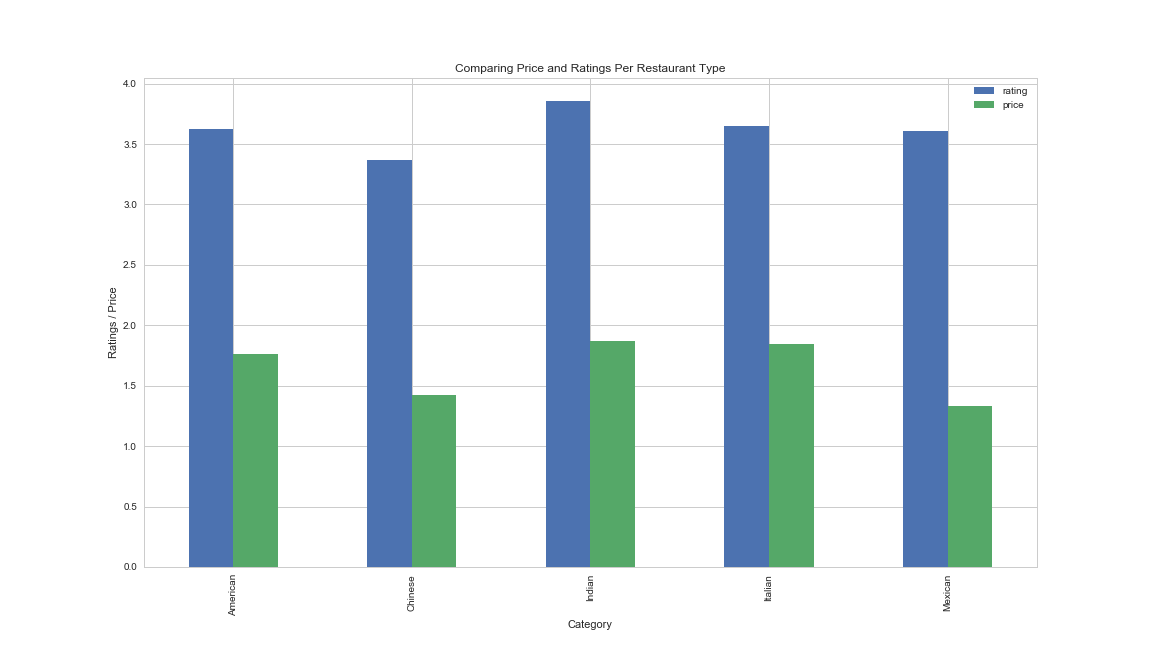 Comparing Price and Ratings Per Restaurant Type
rating
price
4.0
3.5
3.0
2.5
2.0
1.5
1.0
0.5
0.0
Ratings / Price
American
Chinese
Indian
Italian
Mexican
Category